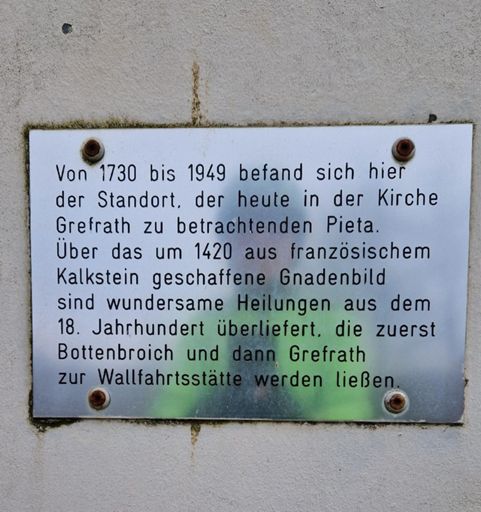 Von 1730 bis 1949 befand sich hier
der Standort, der heute in der Kirche
Grefrath zu betrachtenden Pieta.
Über das um 1420 aus französischem
Kalkstein geschaffene Gnadenbild
sind wundersame Heilungen aus dem
18. Jahrhundert überliefert, die zuerst
Bottenbroich und dann Grefrath
zur Wallfahrtsstätte werden ließen.